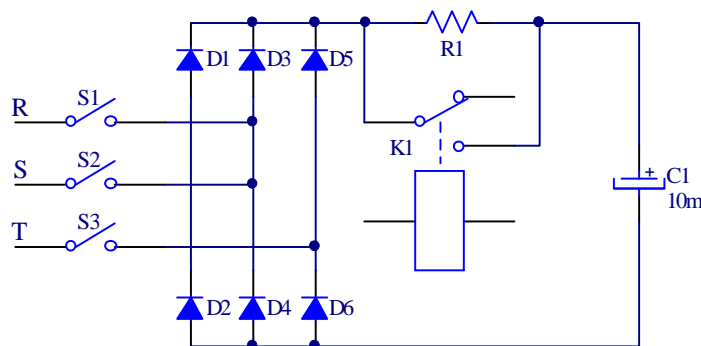 D1 D3 D5
R1
R S1
K1
S S2
T S3
C1
10m
D2 D4 D6
+